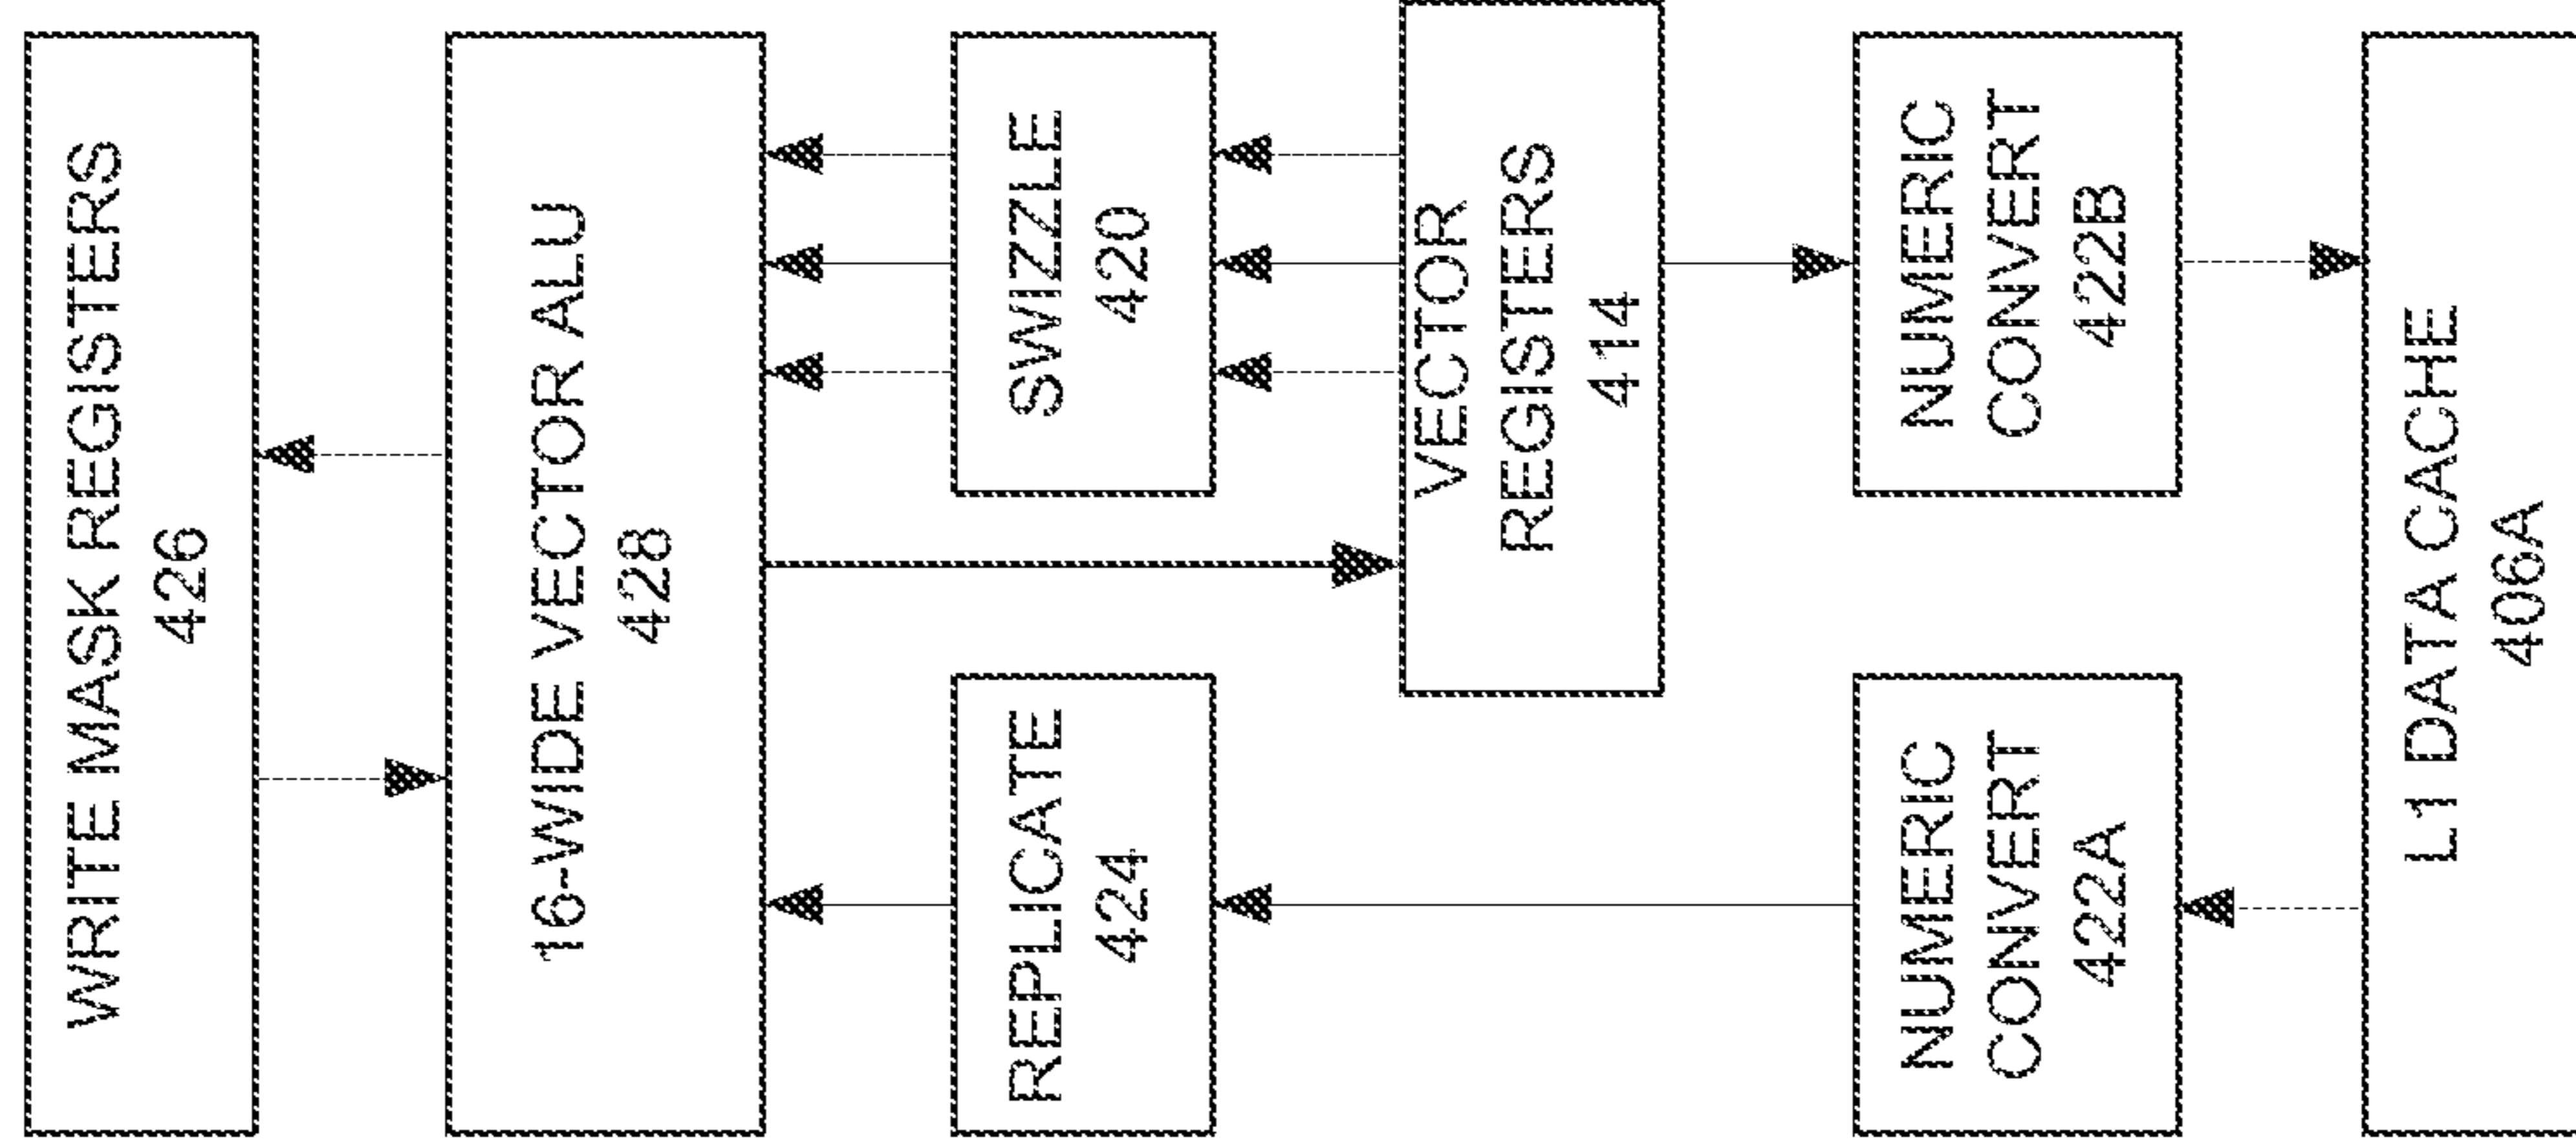 WRITE MASK REGISTERS
426
16-WIDE VECTOR ALU
428
REPLICATE
424
SWIZZLE
420
VECTOR
REGISTERS
414
NUMERIC
CONVERT
422A
NUMERIC
CONVERT
422B
L1 DATA CACHE
406A